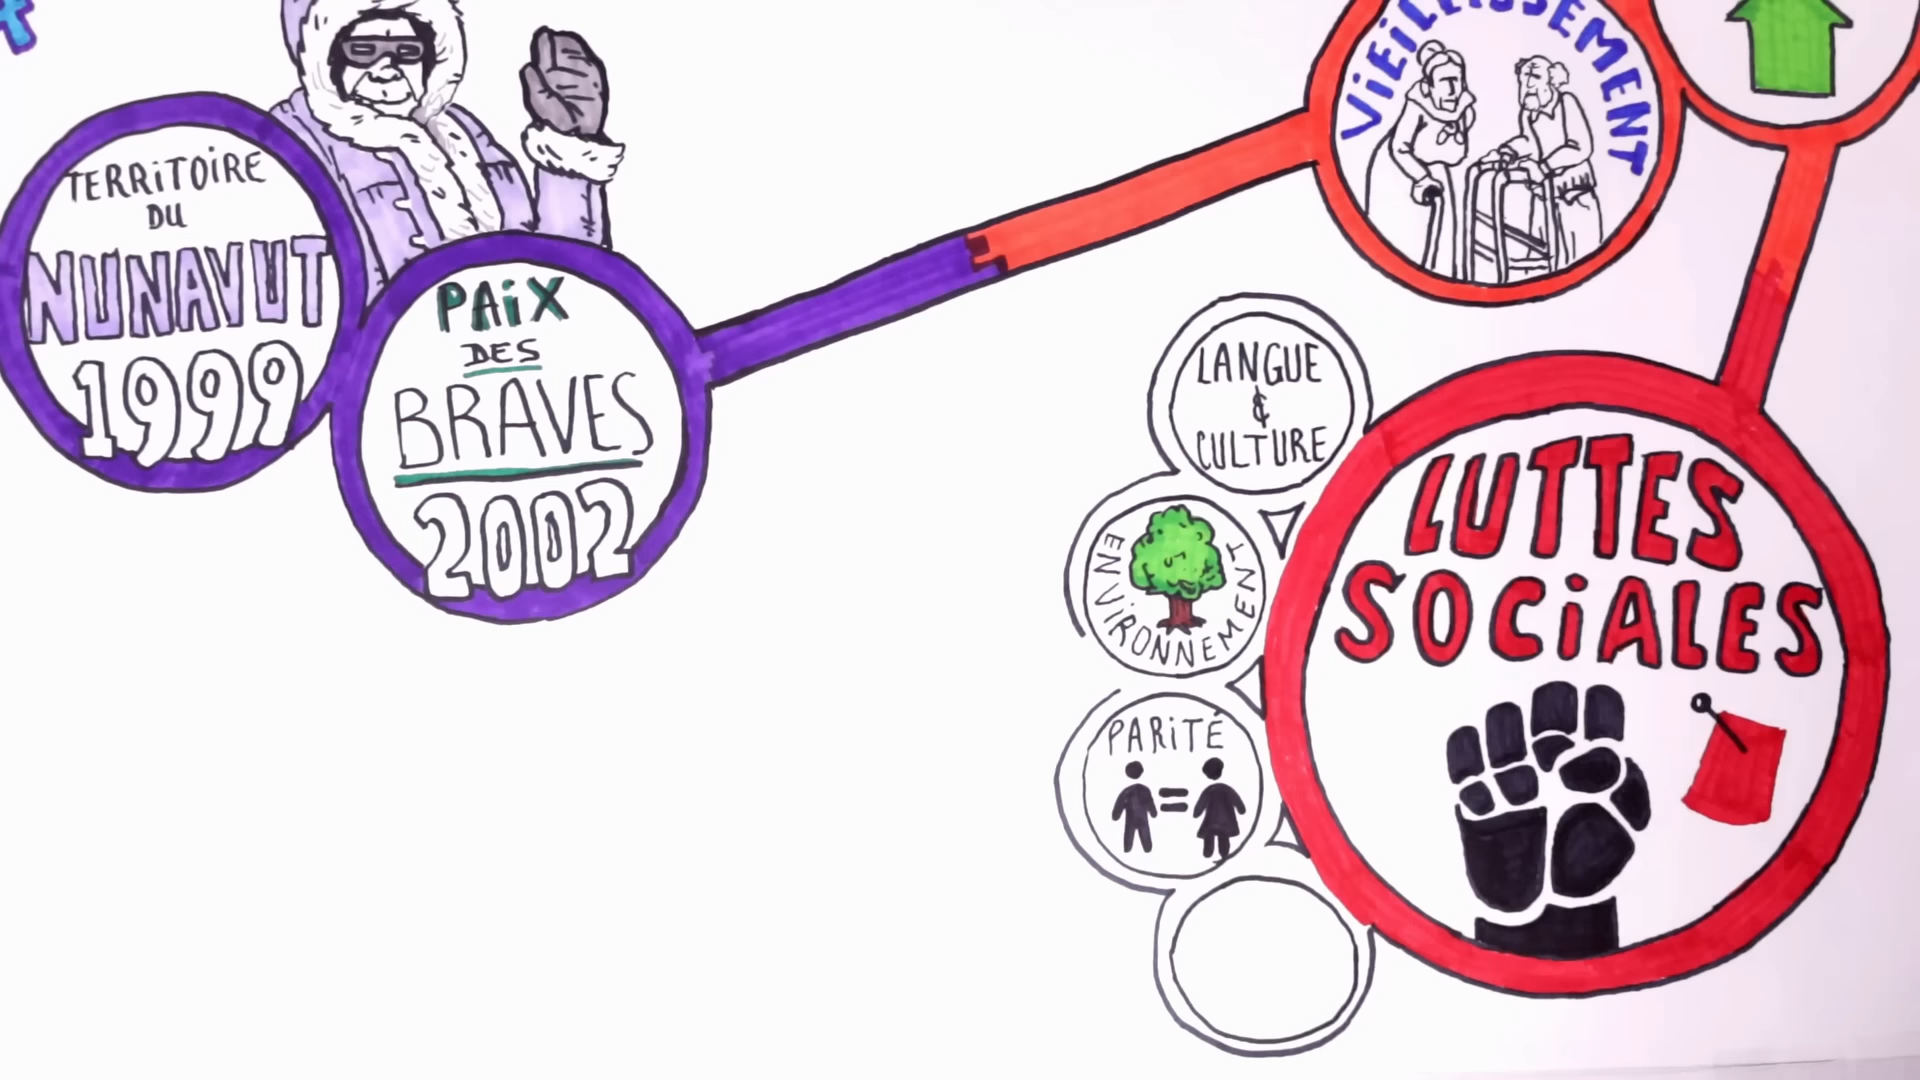 TERRiTOiRE
DU
NUNAVUT
1999
PAiX
DES
BRAVES
2002
ViEiLLiSSEMENT
LANGUE
&
CULTURE
ENViRONNEMENT
PARiTÉ
=
LUTTES
SOCiALES